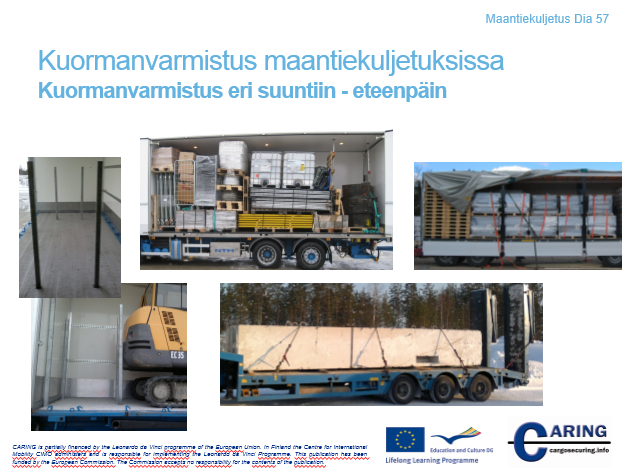 Maantiekuljetus Dia 57
Kuormanvarmistus maantiekuljetuksissa
Kuormanvarmistus eri suuntiin - eteenpäin
EC 35
CARING is partially financed by the Leonardo da Vinci programme of the European Union. In Finland the Centre for International
Mobility CIMO administers and is responsible for implementing the Leonardo da Vinci Programme. This publication has been
funded by the European Commission. The Commission accepts no responsibility for the contents of the publication.
Education and Culture DG
Lifelong Learning Programme
CARING
cargosecuring.info